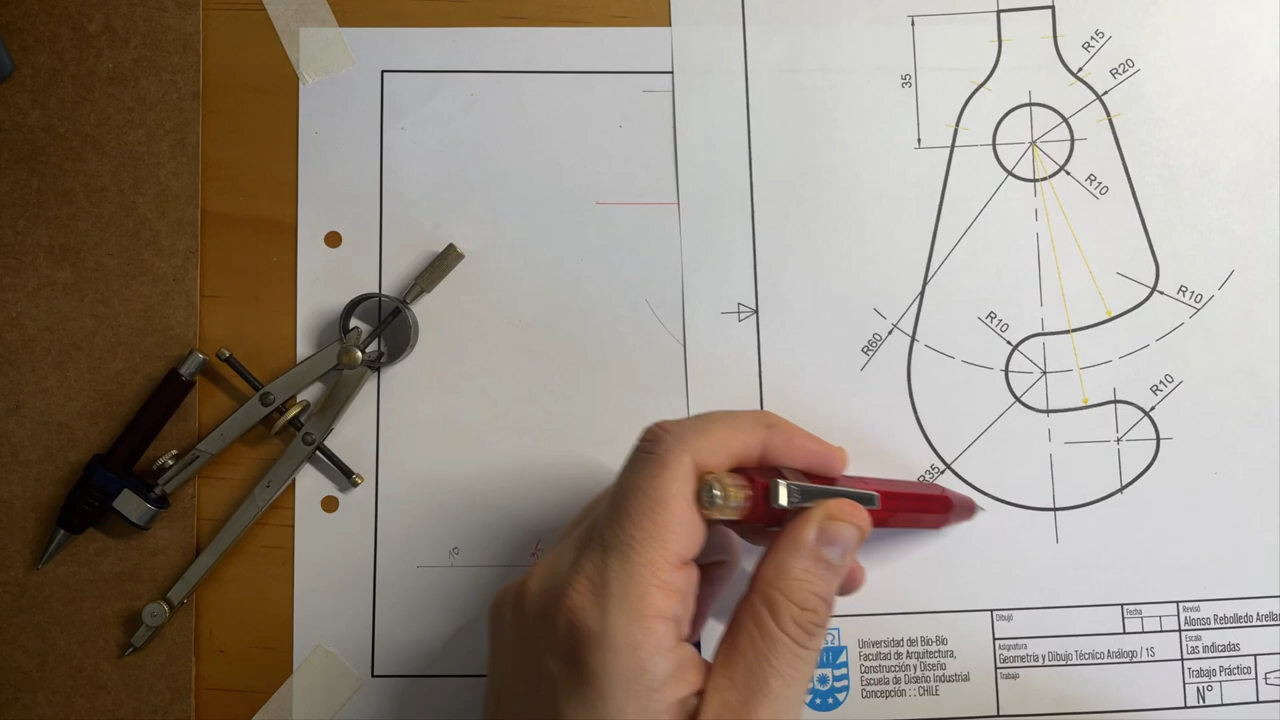 R15
R20
35
R10
R10
R10
R60
R10
R35
10
Universidad del Bío-Bío
Facultad de Arquitectura,
Construcción y Diseño
Escuela de Diseño Industrial
Concepción : : CHILE
Dibujó
Fecha
Revisó
Alonso Rebolledo Arellan
Asignatura
Geometría y Dibujo Técnico Análogo / 1S
Escala
Las indicadas
Trabajo
Trabajo Práctico
N°